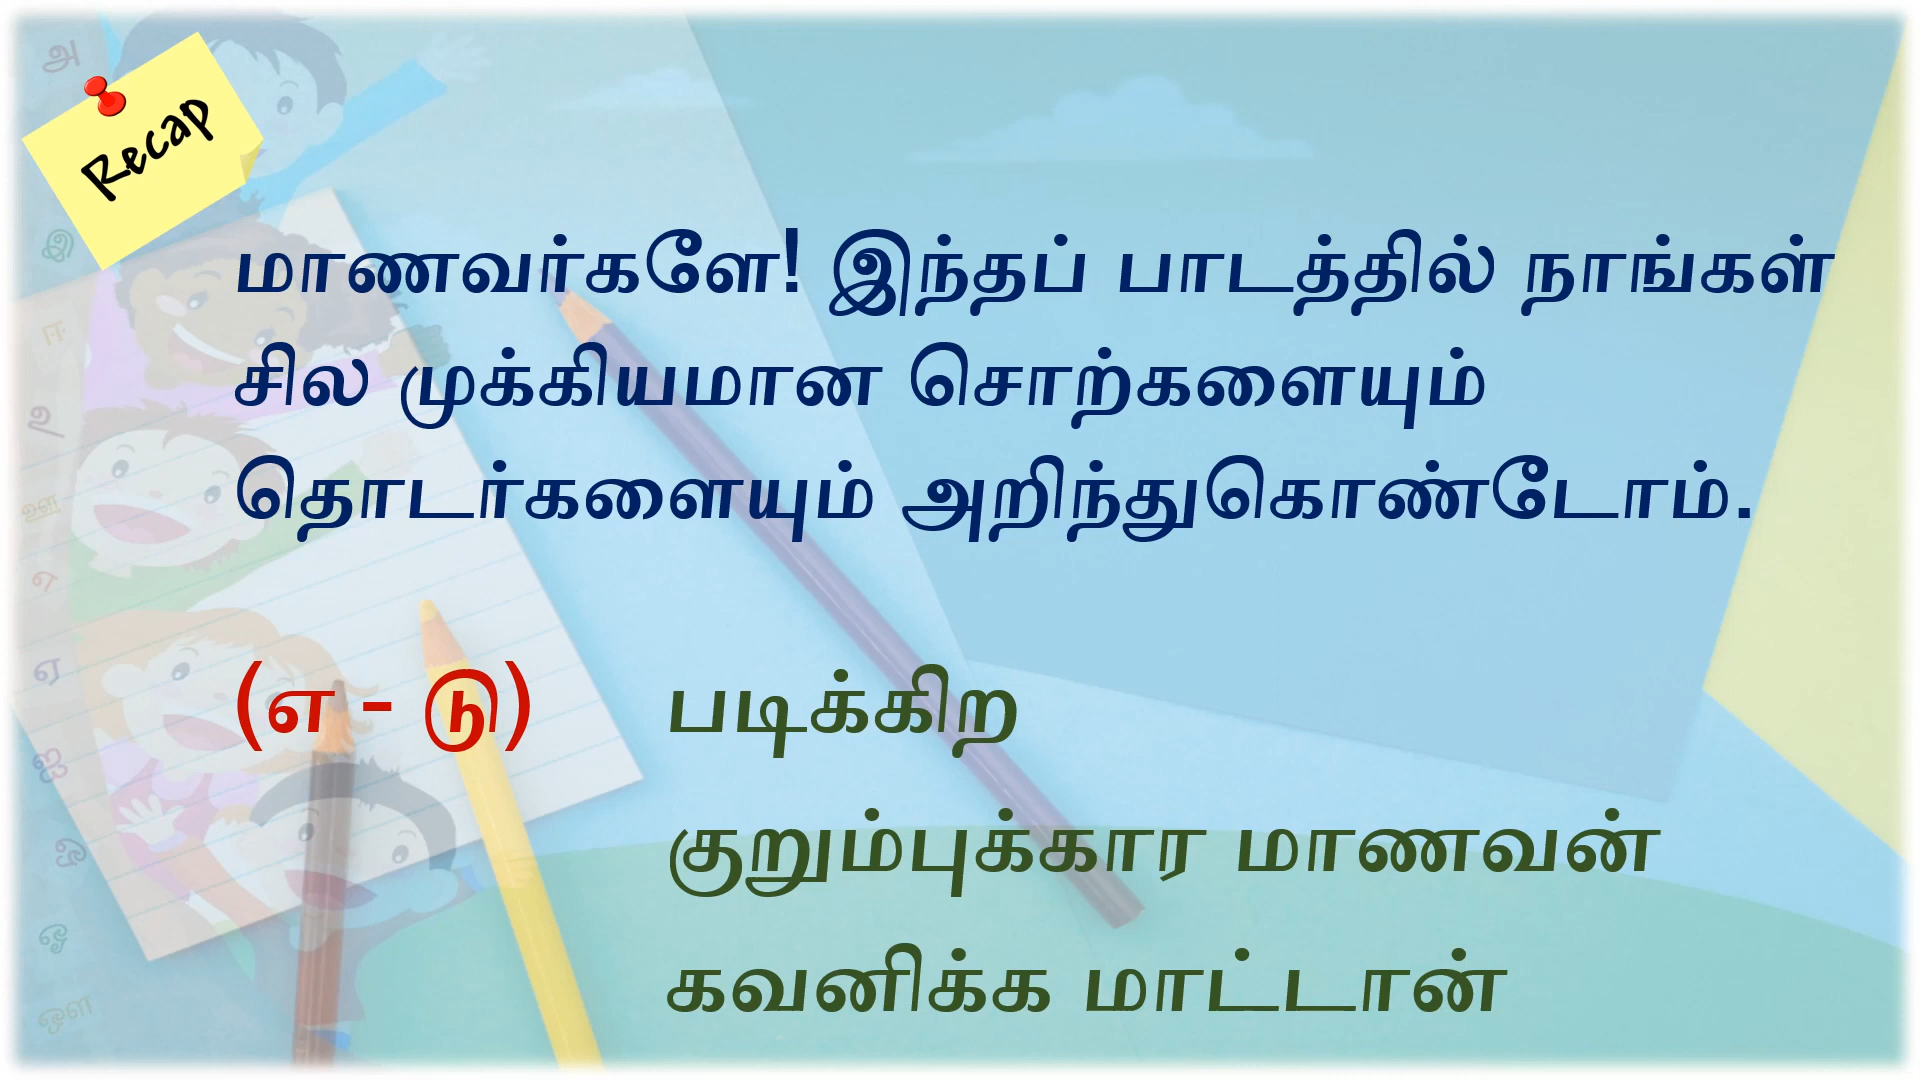 Recap
மாணவர்களே! இந்தப் பாடத்தில் நாங்கள்
சில முக்கியமான சொற்களையும்
தொடர்களையும் அறிந்துகொண்டோம்.
(எ - டு) படிக்கிற
குறும்புக்கார மாணவன்
கவனிக்க மாட்டான்
அ
இ
ஈ
உ
ஊ
எ
ஏ
ஐ
ஒ
ஓ
ஔ